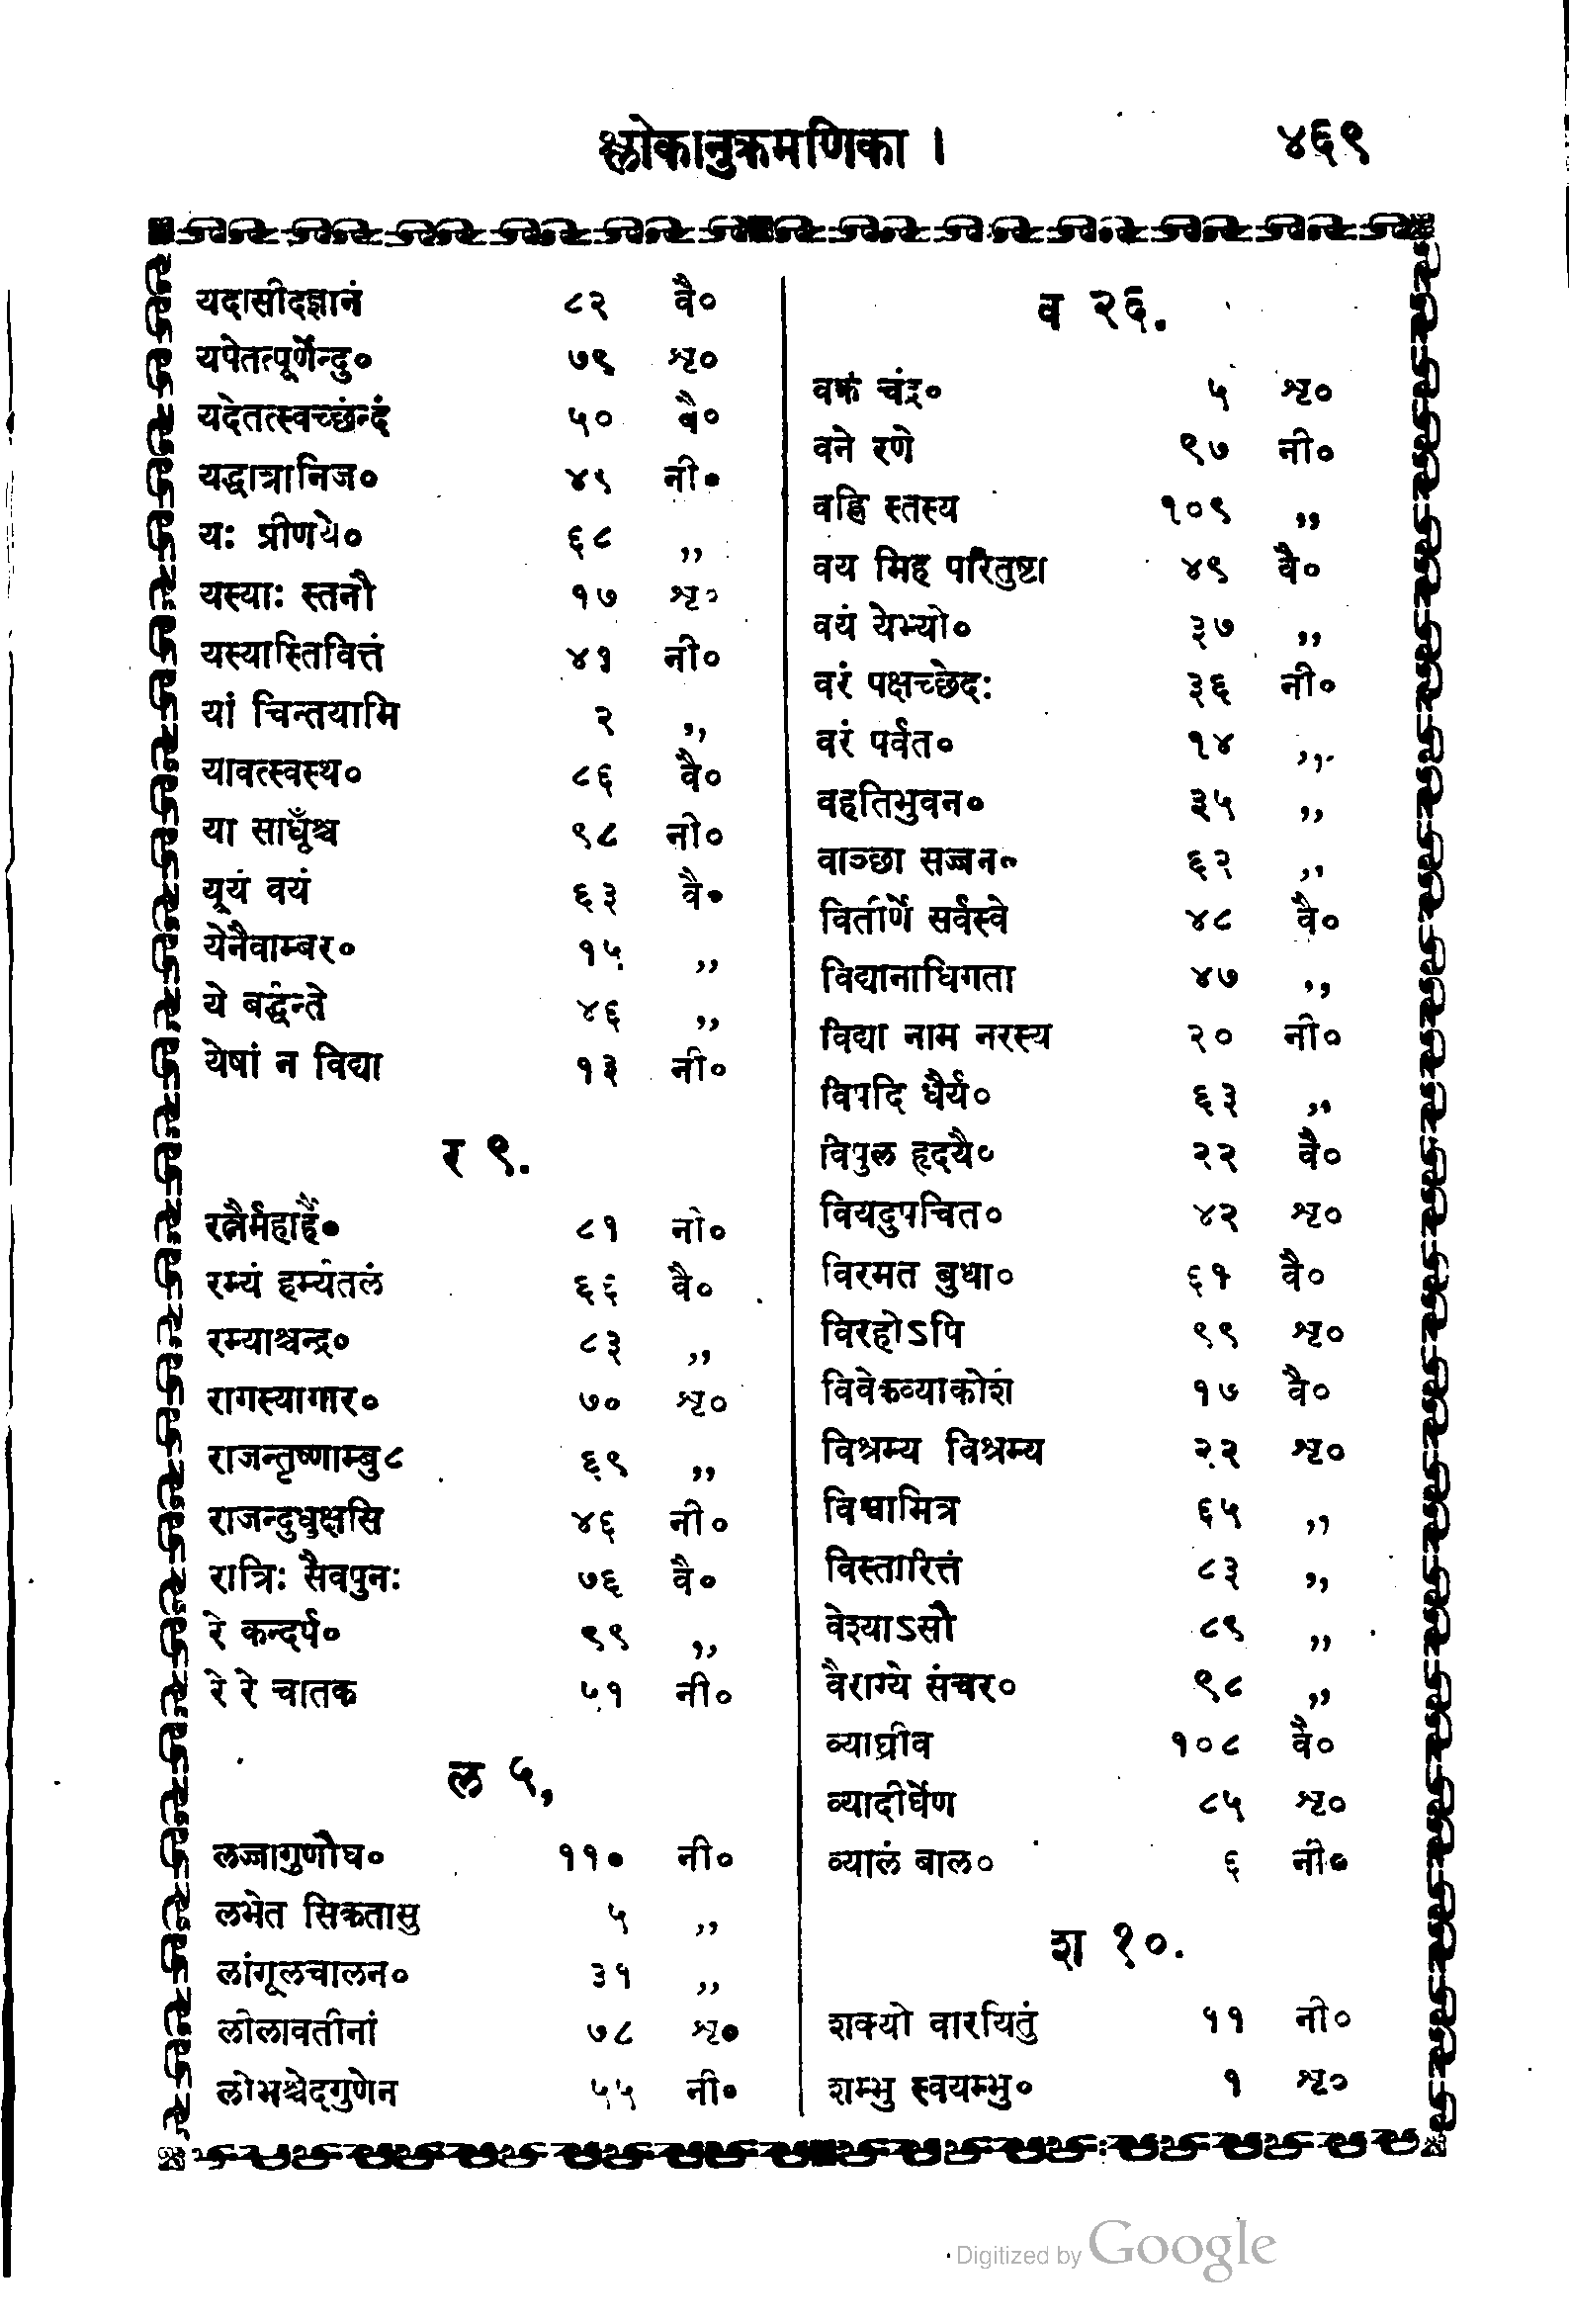 श्लोकानुक्रमणिका । ४६९
यदासीदज्ञानं ८२ वै०
यपेतत्पूर्णेन्दु० ७९ शृ०
यदेतत्स्वच्छंन्दं ५० वै०
यद्धात्रानिज० ४९ नी०
यः प्रीणये० ६८ ,,
यस्याः स्तनौ १७ शृ०
यस्यास्तिवित्तं ४१ नी०
यां चिन्तयामि २ ,,
यावत्स्वस्थ० ८६ वै०
या साधूँश्च ९८ नी०
यूयं वयं ६३ वै०
येनैवाम्बर० १५ ,,
ये बर्द्धन्ते ४६ ,,
येषां न विद्या १३ नी०
र ९.
रत्नैर्महार्हैं० ८१ नी०
रम्यं हर्म्यतलं ६६ वै०
रम्याश्चन्द्र० ८३ ,,
रागस्यागार० ७० शृ०
राजन्तृष्णाम्बु८ ६९ ,,
राजन्दुधुक्षसि ४६ नी०
रात्रिः सैवपुनः ७६ वै०
रे कन्दर्प० ९९ ,,
रे रे चातक ५१ नी०
ल ५,
लज्जागुणौघ० ११० नी०
लभेत सिकतासु ५ ,,
लांगूलचालन० ३१ ,,
लीलावतीनां ७८ शृ०
लोभश्चेदगुणेन ५५ नी०
व २६.
वक्रं चंद्र० ५ शृ०
वने रणे ९७ नी०
वह्नि स्तस्य १०९ ,,
वय मिह परितुष्टा ४९ वै०
वयं येभ्यो० ३७ ,,
वरं पक्षच्छेदः ३६ नी०
वरं पर्वत० १४ ,,
वहतिभुवन० ३५ ,,
वाञ्छा सज्जन० ६२ ,,
वितीर्णे सर्वस्वे ४८ वै०
विद्यानाधिगता ४७ ,,
विद्या नाम नरस्य २० नी०
विपदि धैर्य० ६३ ,,
विपुल हृदयै० २२ वै०
वियदुपचित० ४२ शृ०
विरमत बुधा० ६१ वै०
विरहोऽपि ९९ शृ०
विवेकव्याकोशं १७ वै०
विश्रम्य विश्रम्य २२ शृ०
विश्वामित्र ६५ ,,
विस्तारित्तं ८३ ,,
वेश्याऽसौ ८९ ,,
वैराग्ये संचर० ९८ ,,
व्याघ्रीव १०८ वै०
व्यादीर्घेण ८५ शृ०
व्यालं बाल० ६ नी०
श १०.
शक्यो वारयितुं ११ नी०
शम्भु स्वयम्भु० १ शृ०
Digitized by Google